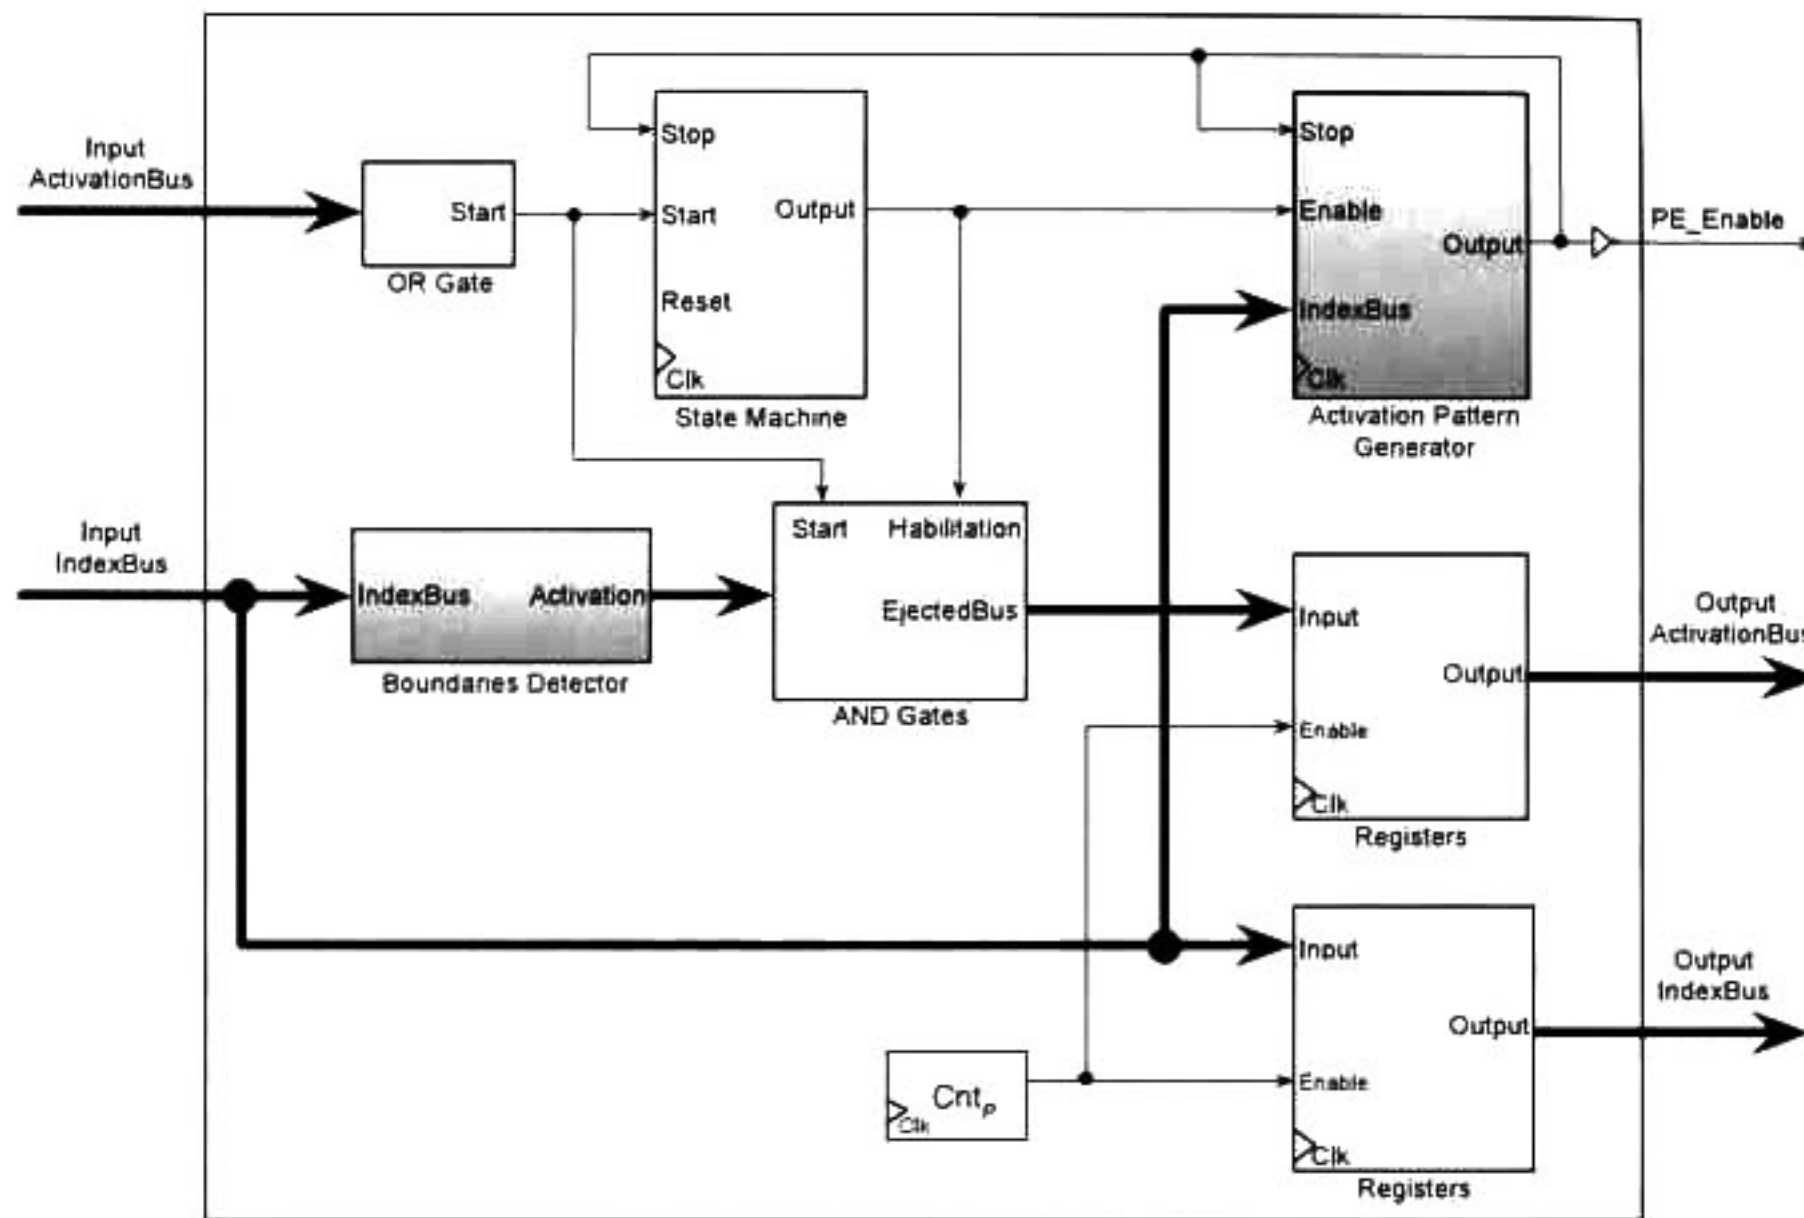 Input
ActivationBus
Start
OR Gate
Stop
Start
Output
Reset
Clk
State Machine
Stop
Enable
Output
IndexBus
Clk
Activation Pattern
Generator
PE_Enable
Input
IndexBus
IndexBus
Activation
Boundaries Detector
Start
Habilitation
EjectedBus
AND Gates
Input
Output
Enable
Clk
Registers
Output
ActivationBus
Input
Output
Enable
Clk
Registers
Output
IndexBus
Cntₚ
Clk